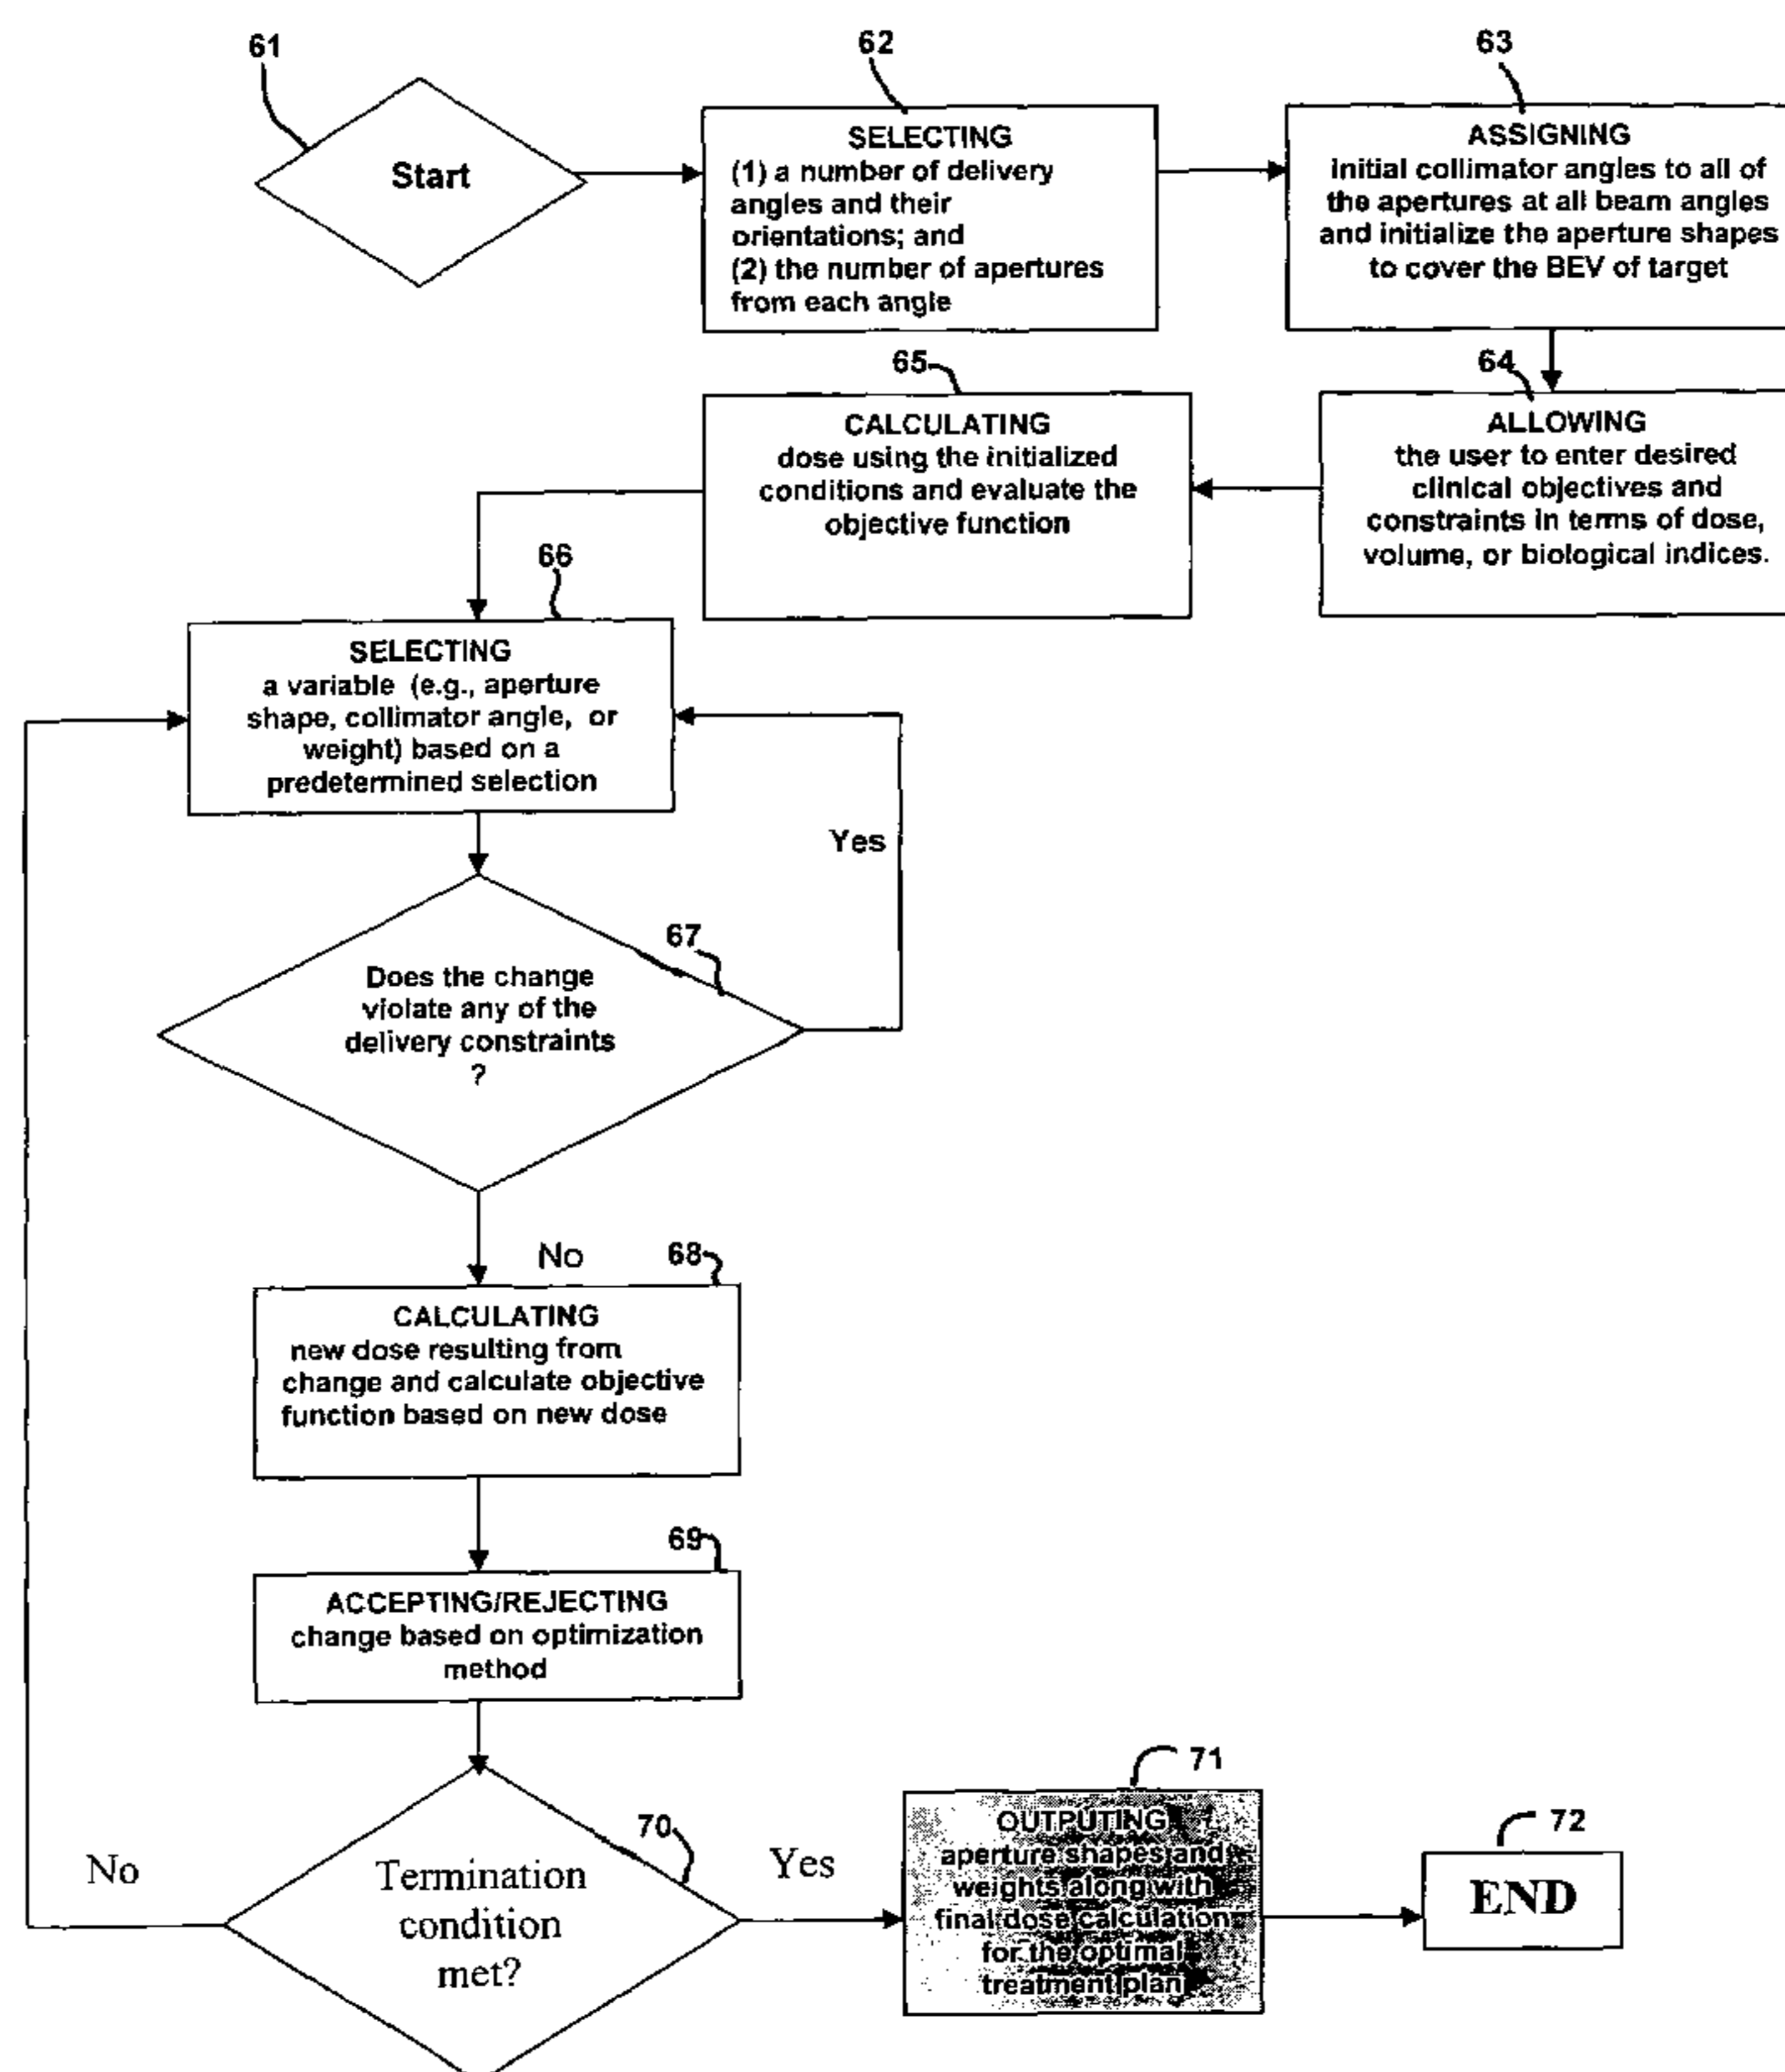 61
Start
62
SELECTING
(1) a number of delivery
angles and their
orientations; and
(2) the number of apertures
from each angle
63
ASSIGNING
initial collimator angles to all of
the apertures at all beam angles
and initialize the aperture shapes
to cover the BEV of target
64
ALLOWING
the user to enter desired
clinical objectives and
constraints in terms of dose,
volume, or biological indices.
65
CALCULATING
dose using the initialized
conditions and evaluate the
objective function
66
SELECTING
a variable (e.g., aperture
shape, collimator angle, or
weight) based on a
predetermined selection
Yes
67
Does the change
violate any of the
delivery constraints
?
No
68
CALCULATING
new dose resulting from
change and calculate objective
function based on new dose
69
ACCEPTING/REJECTING
change based on optimization
method
70
Termination
condition
met?
No
Yes
71
OUTPUTING
aperture shapes and
weights along with
final dose calculation
for the optimal
treatment plan
72
END